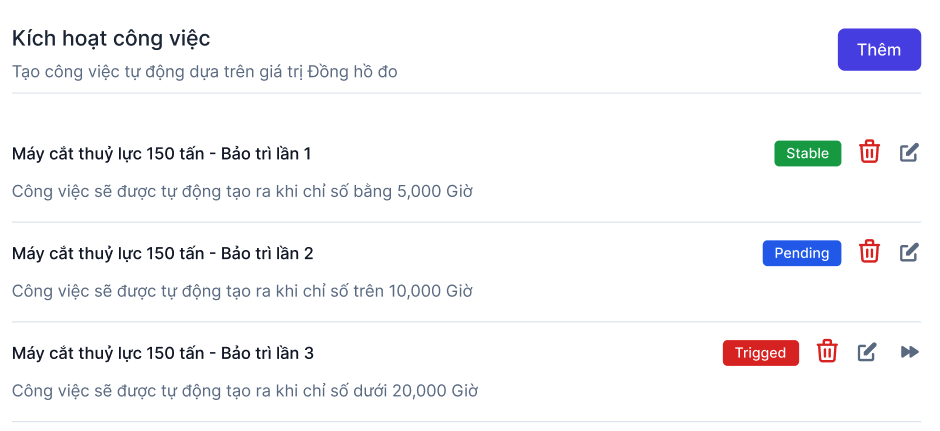 Kích hoạt công việc
Thêm
Tạo công việc tự động dựa trên giá trị Đồng hồ đo
Máy cắt thuỷ lực 150 tấn - Bảo trì lần 1
Stable
Công việc sẽ được tự động tạo ra khi chỉ số bằng 5,000 Giờ
Máy cắt thuỷ lực 150 tấn - Bảo trì lần 2
Pending
Công việc sẽ được tự động tạo ra khi chỉ số trên 10,000 Giờ
Máy cắt thuỷ lực 150 tấn - Bảo trì lần 3
Trigged
Công việc sẽ được tự động tạo ra khi chỉ số dưới 20,000 Giờ